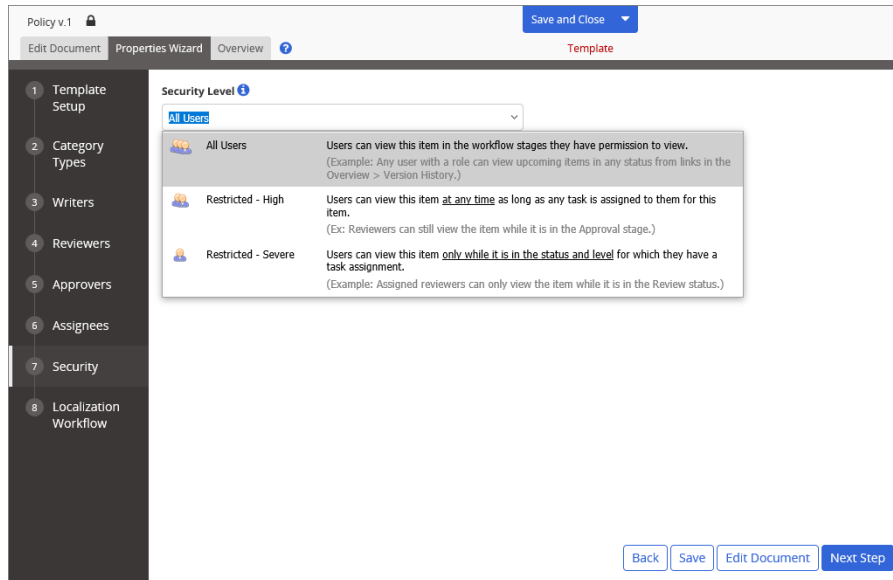 Policy v.1
Save and Close
Edit Document
Properties Wizard
Overview
?
Template
1 Template
Setup
2 Category
Types
3 Writers
4 Reviewers
5 Approvers
6 Assignees
7 Security
8 Localization
Workflow
Security Level
All Users
All Users
Users can view this item in the workflow stages they have permission to view.
(Example: Any user with a role can view upcoming items in any status from links in the
Overview > Version History.)
Restricted - High
Users can view this item at any time as long as any task is assigned to them for this
item.
(Ex: Reviewers can still view the item while it is in the Approval stage.)
Restricted - Severe
Users can view this item only while it is in the status and level for which they have a
task assignment.
(Example: Assigned reviewers can only view the item while it is in the Review status.)
Back
Save
Edit Document
Next Step